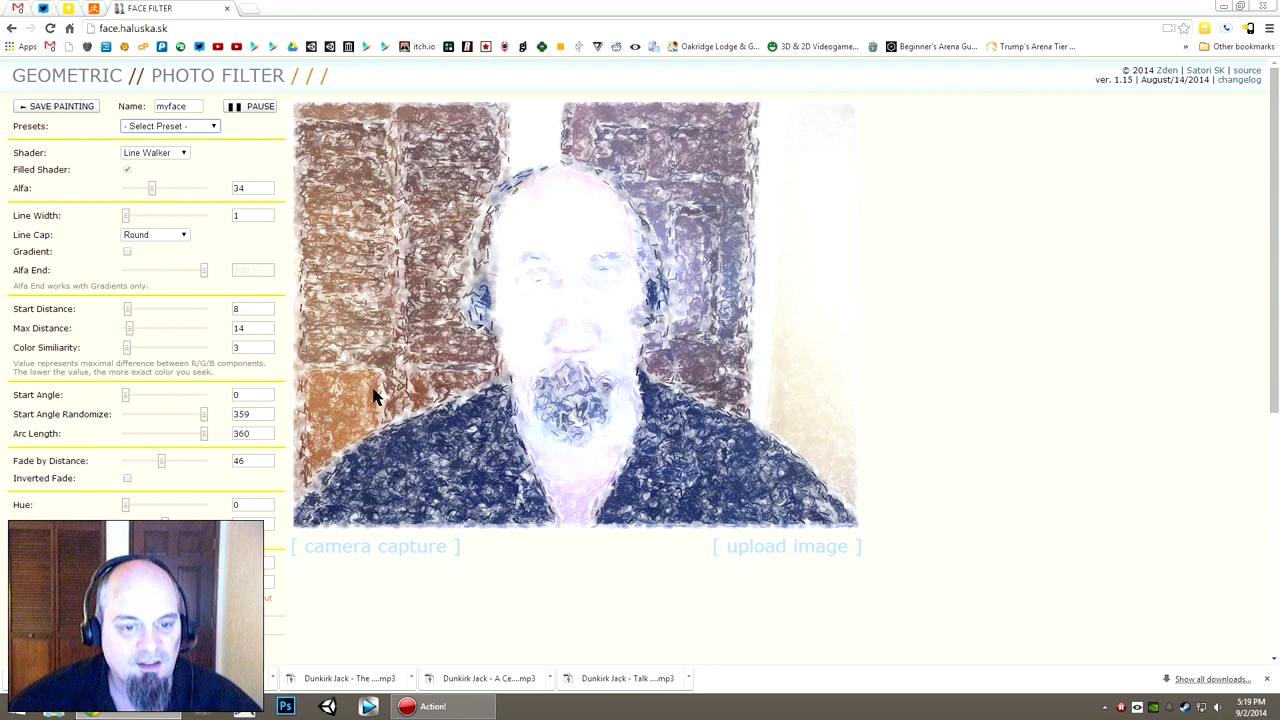 FACE FILTER
face.haluska.sk
Apps
itch.io
Oakridge Lodge & G...
3D & 2D Videogame...
Beginner's Arena Gu...
Trump's Arena Tier ...
»
Other bookmarks
GEOMETRIC // PHOTO FILTER / / /
© 2014 Zden | Satori SK | source
ver. 1.15 | August/14/2014 | changelog
← SAVE PAINTING
Name:
myface
PAUSE
Presets:
- Select Preset -
Shader:
Line Walker
Filled Shader:
Alfa:
34
Line Width:
1
Line Cap:
Round
Gradient:
Alfa End:
100
Alfa End works with Gradients only.
Start Distance:
8
Max Distance:
14
Color Similiarity:
3
Value represents maximal difference between R/G/B components.
The lower the value, the more exact color you seek.
Start Angle:
0
Start Angle Randomize:
359
Arc Length:
360
Fade by Distance:
46
Inverted Fade:
Hue:
0
[ camera capture ]
[ upload image ]
out
Dunkirk Jack - The ....mp3
Dunkirk Jack - A Ce....mp3
Dunkirk Jack - Talk ....mp3
Show all downloads...
Ps
Action!
5:19 PM
9/2/2014